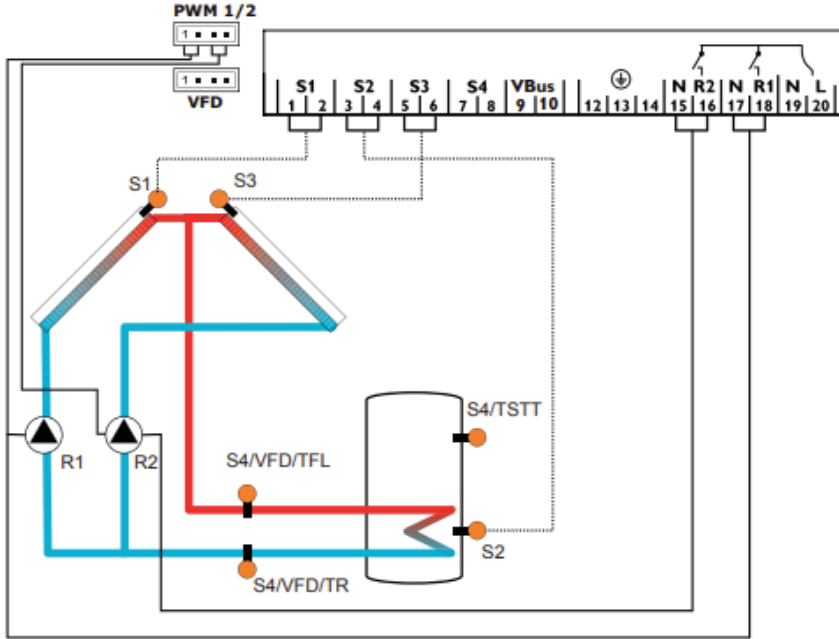 PWM 1/2
1
1
VFD
S1 S2 S3 S4 VBus N R2 N R1 N L
1 2 3 4 5 6 7 8 9 10 12 13 14 15 16 17 18 19 20
S1
S3
R1
R2
S4/TSTT
S4/VFD/TFL
S2
S4/VFD/TR